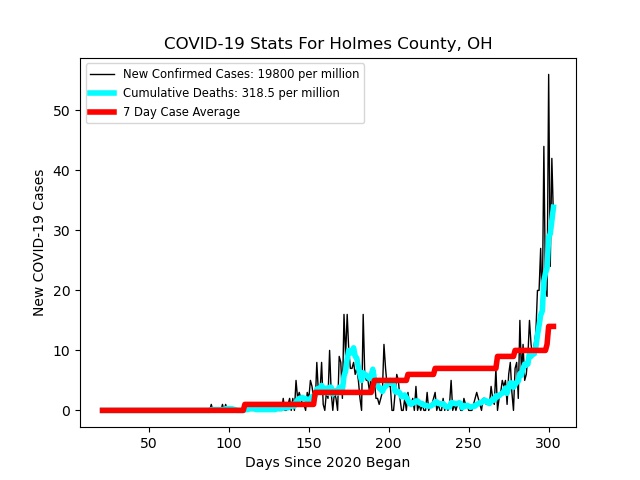 COVID-19 Stats For Holmes County, OH
New Confirmed Cases: 19800 per million
Cumulative Deaths: 318.5 per million
7 Day Case Average
New COVID-19 Cases
50
40
30
20
10
0
50 100 150 200 250 300
Days Since 2020 Began